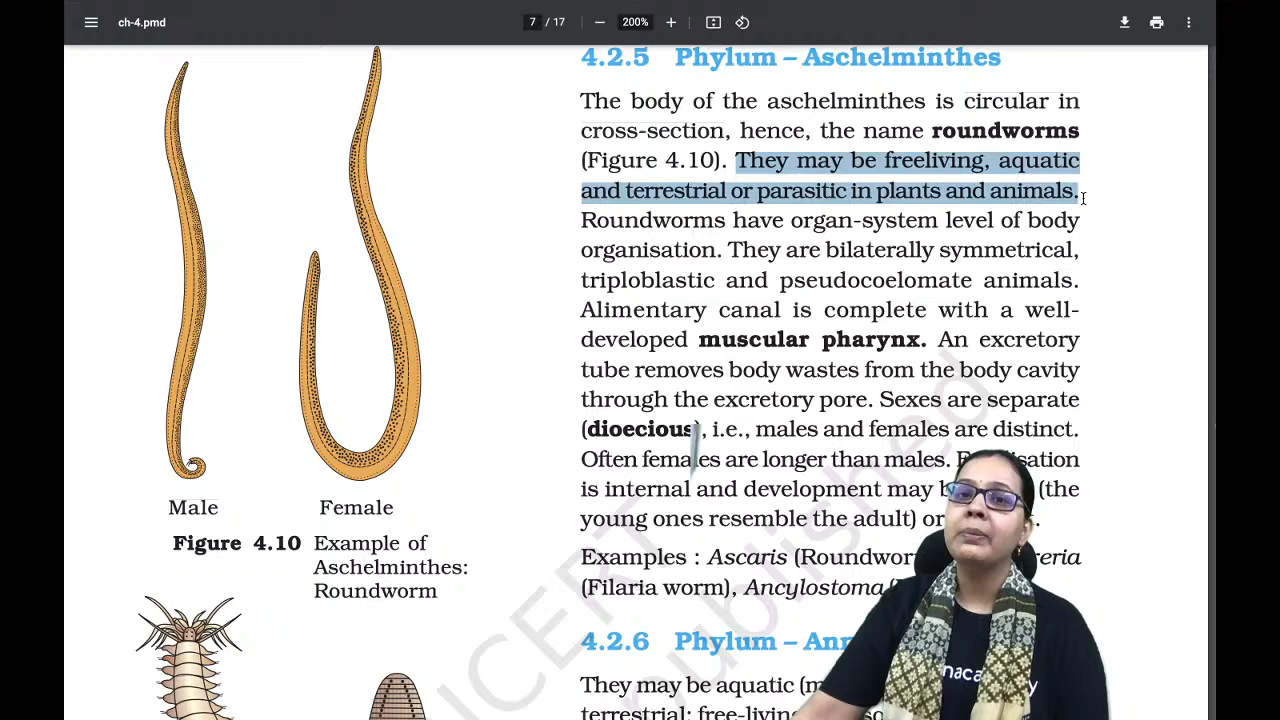 ch-4.pmd
7 / 17
200%
4.2.5 Phylum – Aschelminthes
The body of the aschelminthes is circular in
cross-section, hence, the name roundworms
(Figure 4.10). They may be freeliving, aquatic
and terrestrial or parasitic in plants and animals.
Roundworms have organ-system level of body
organisation. They are bilaterally symmetrical,
triploblastic and pseudocoelomate animals.
Alimentary canal is complete with a well-
developed muscular pharynx. An excretory
tube removes body wastes from the body cavity
through the excretory pore. Sexes are separate
(dioecious), i.e., males and females are distinct.
Often females are longer than males.
is internal and development may (the
young ones resemble the adult) or
Examples : Ascaris
(Filaria worm), Ancylostoma
4.2.6 Phylum –
They may be aquatic
terrestrial; free-living
Male
Female
Figure 4.10 Example of
Aschelminthes:
Roundworm
NCERT
published